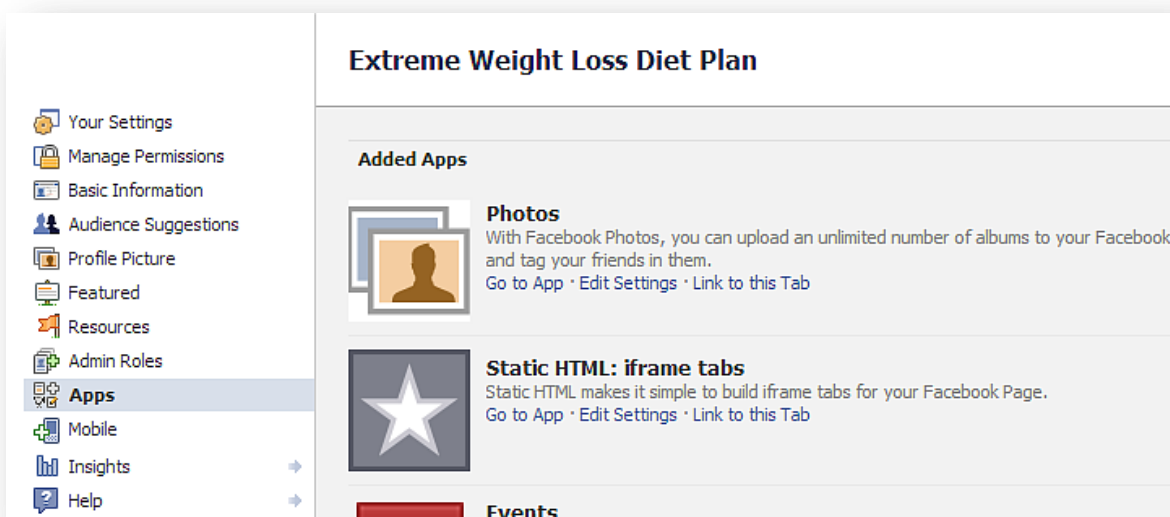 Extreme Weight Loss Diet Plan
Your Settings
Manage Permissions
Basic Information
Audience Suggestions
Profile Picture
Featured
Resources
Admin Roles
Apps
Mobile
Insights
Help
Added Apps
Photos
With Facebook Photos, you can upload an unlimited number of albums to your Facebook
and tag your friends in them.
Go to App · Edit Settings · Link to this Tab
Static HTML: iframe tabs
Static HTML makes it simple to build iframe tabs for your Facebook Page.
Go to App · Edit Settings · Link to this Tab
Events